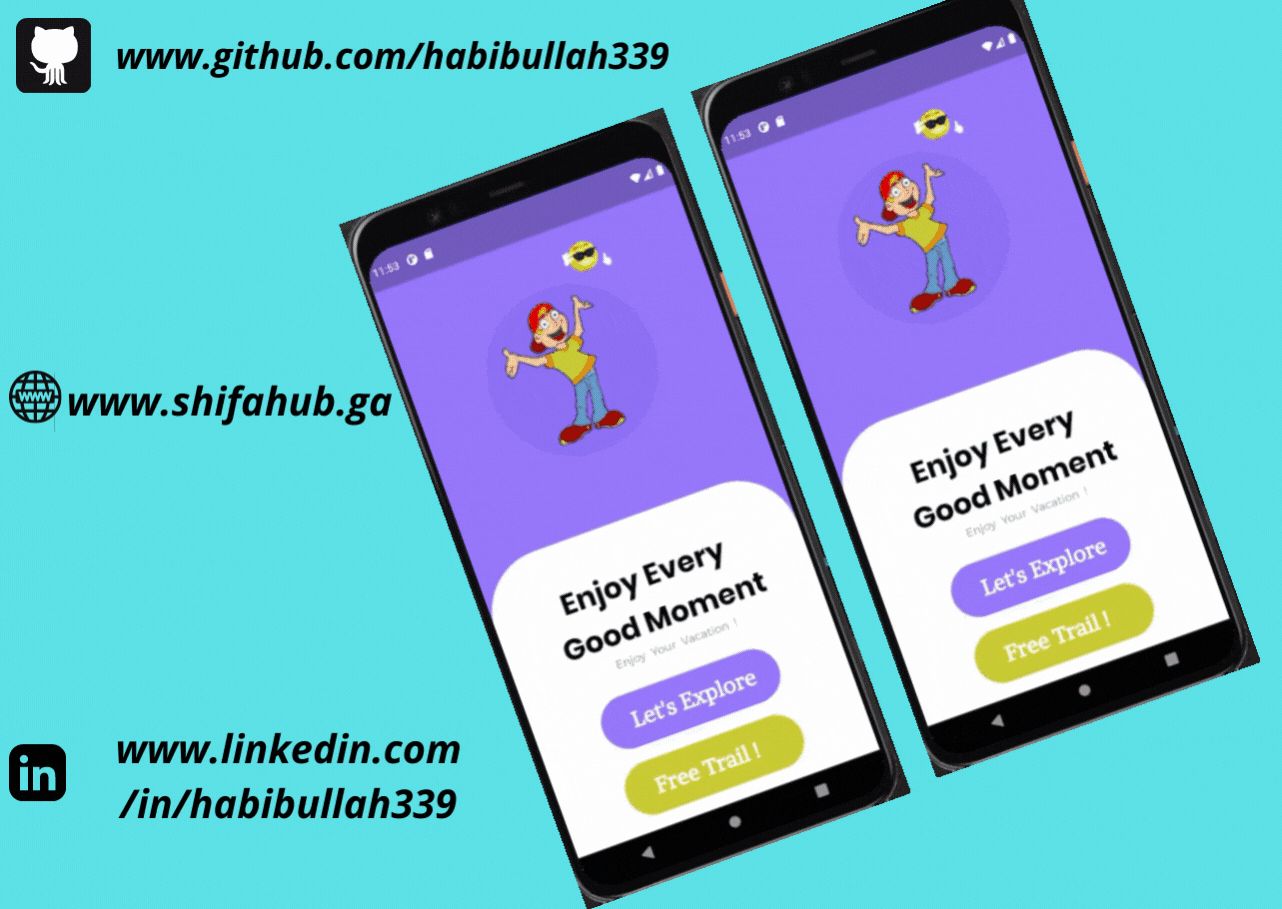 www.github.com/habibullah339
www
www.shifahub.ga
www.linkedin.com
/in/habibullah339
in
11:53
Enjoy Every
Good Moment
Enjoy Your Vacation !
Let's Explore
Free Trail !
11:53
Enjoy Every
Good Moment
Enjoy Your Vacation !
Let's Explore
Free Trail !